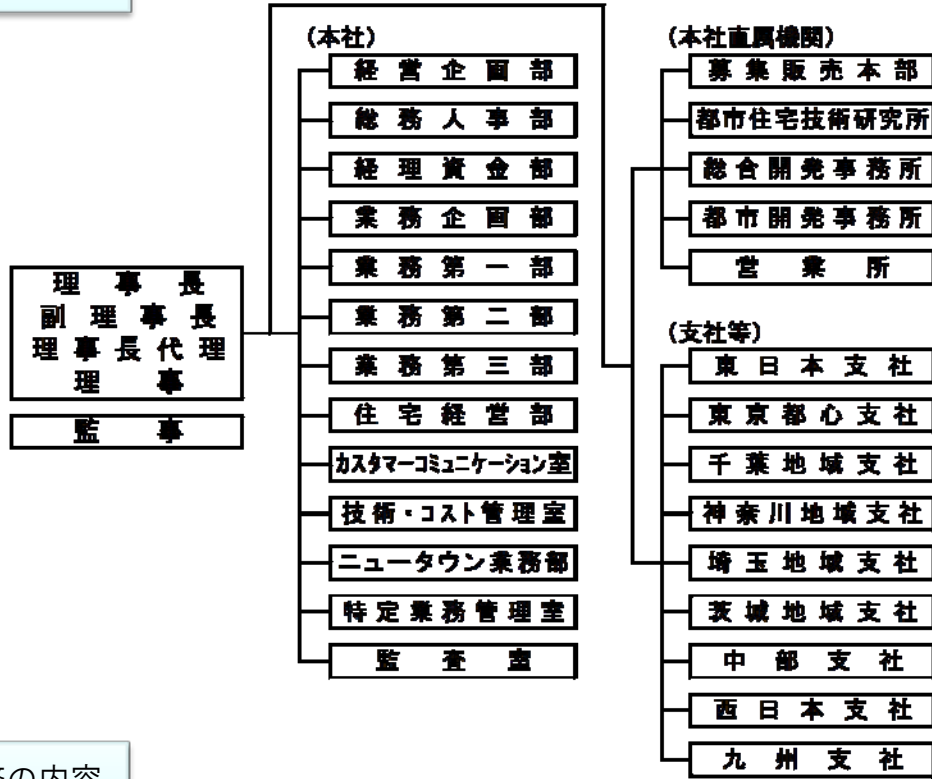 理事長
副理事長
理事長代理
理事
監事
(本社)
経営企画部
総務人事部
経理資金部
業務企画部
業務第一部
業務第二部
業務第三部
住宅経営部
カスタマーコミュニケーション室
技術・コスト管理室
ニュータウン業務部
特定業務管理室
監査室
(本社直属機関)
募集販売本部
都市住宅技術研究所
総合開発事務所
都市開発事務所
営業所
(支社等)
東日本支社
東京都心支社
千葉地域支社
神奈川地域支社
埼玉地域支社
茨城地域支社
中部支社
西日本支社
九州支社
の内容